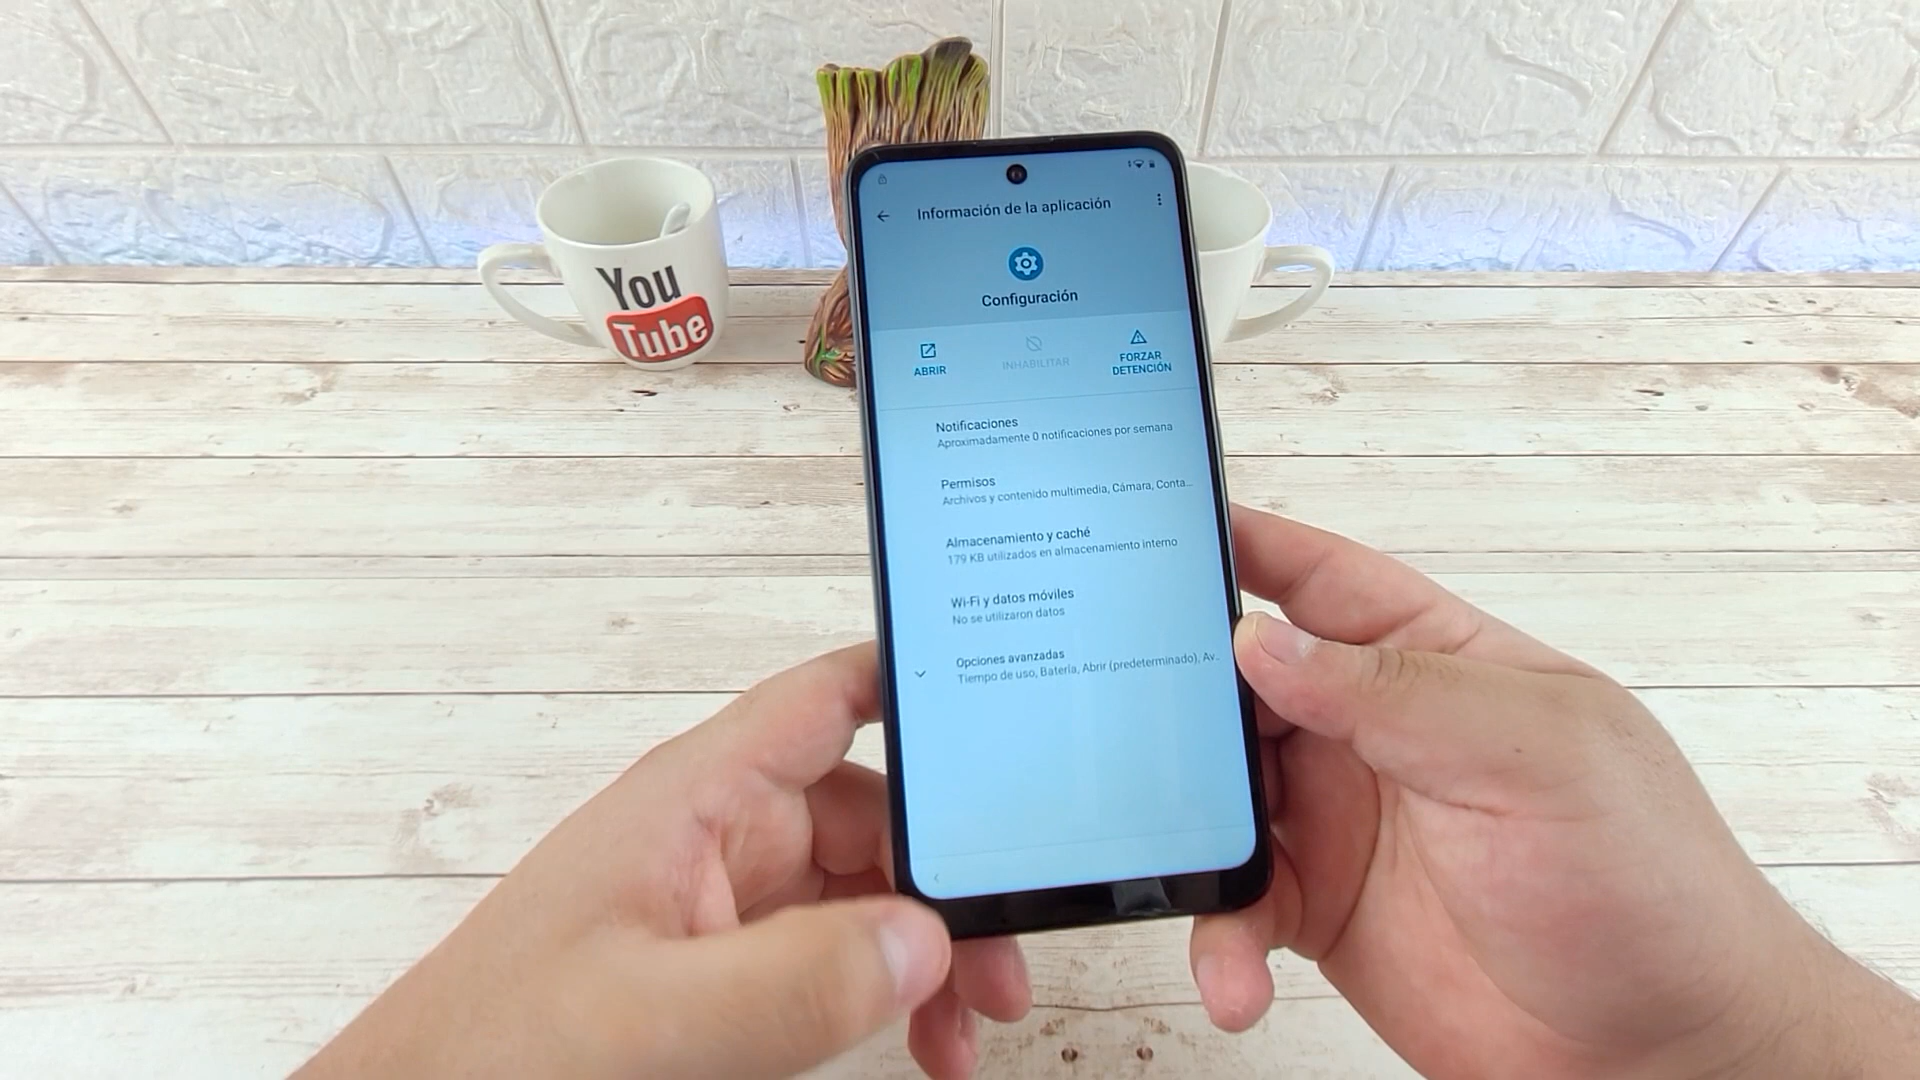 You
Tube
Información de la aplicación
Configuración
ABRIR
INHABILITAR
FORZAR
DETENCIÓN
Notificaciones
Aproximadamente 0 notificaciones por semana
Permisos
Archivos y contenido multimedia, Cámara, Conta...
Almacenamiento y caché
179 KB utilizados en almacenamiento interno
Wi-Fi y datos móviles
No se utilizaron datos
Opciones avanzadas
Tiempo de uso, Batería, Abrir (predeterminado), Av...